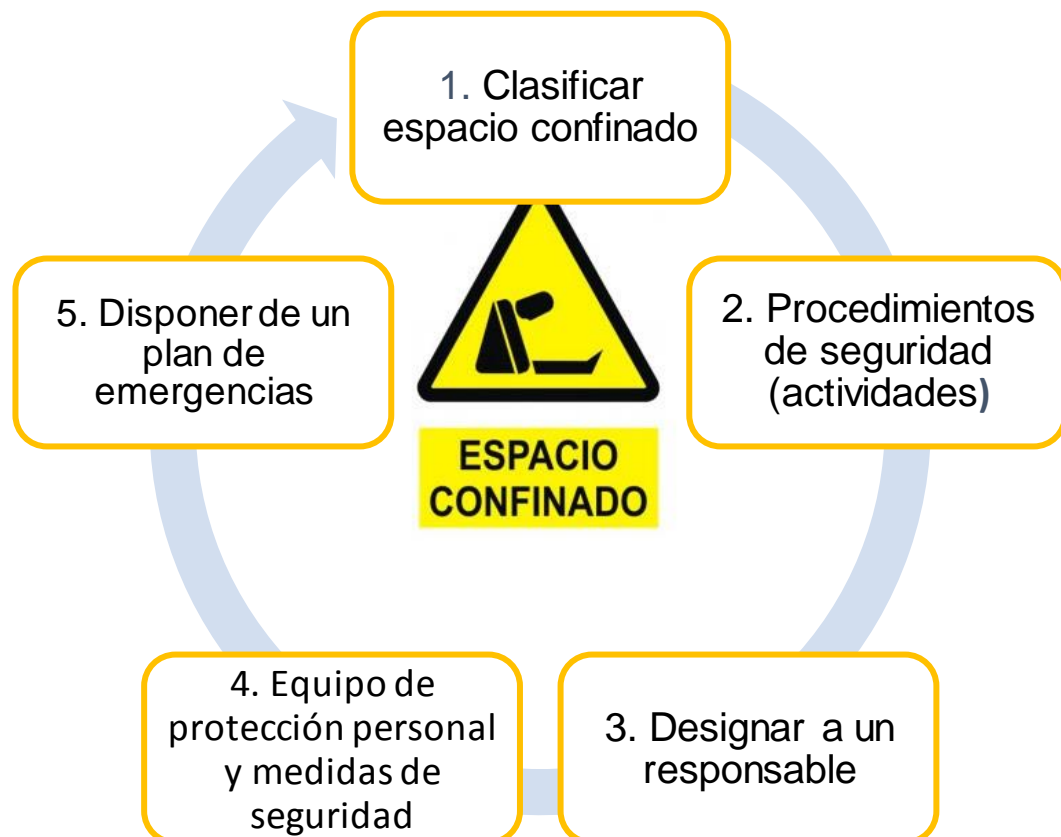 1. Clasificar
espacio confinado
2. Procedimientos
de seguridad
(actividades)
3. Designar a un
responsable
4. Equipo de
protección personal
y medidas de
seguridad
5. Disponer de un
plan de
emergencias
ESPACIO
CONFINADO